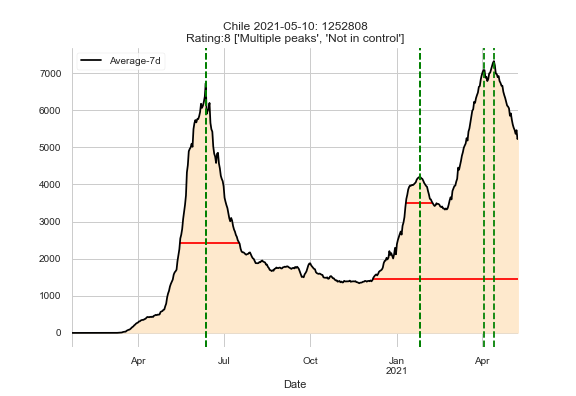 Chile 2021-05-10: 1252808
Rating:8 ['Multiple peaks', 'Not in control']
Average-7d
7000
6000
5000
4000
3000
2000
1000
0
Apr
Jul
Oct
Jan
2021
Apr
Date